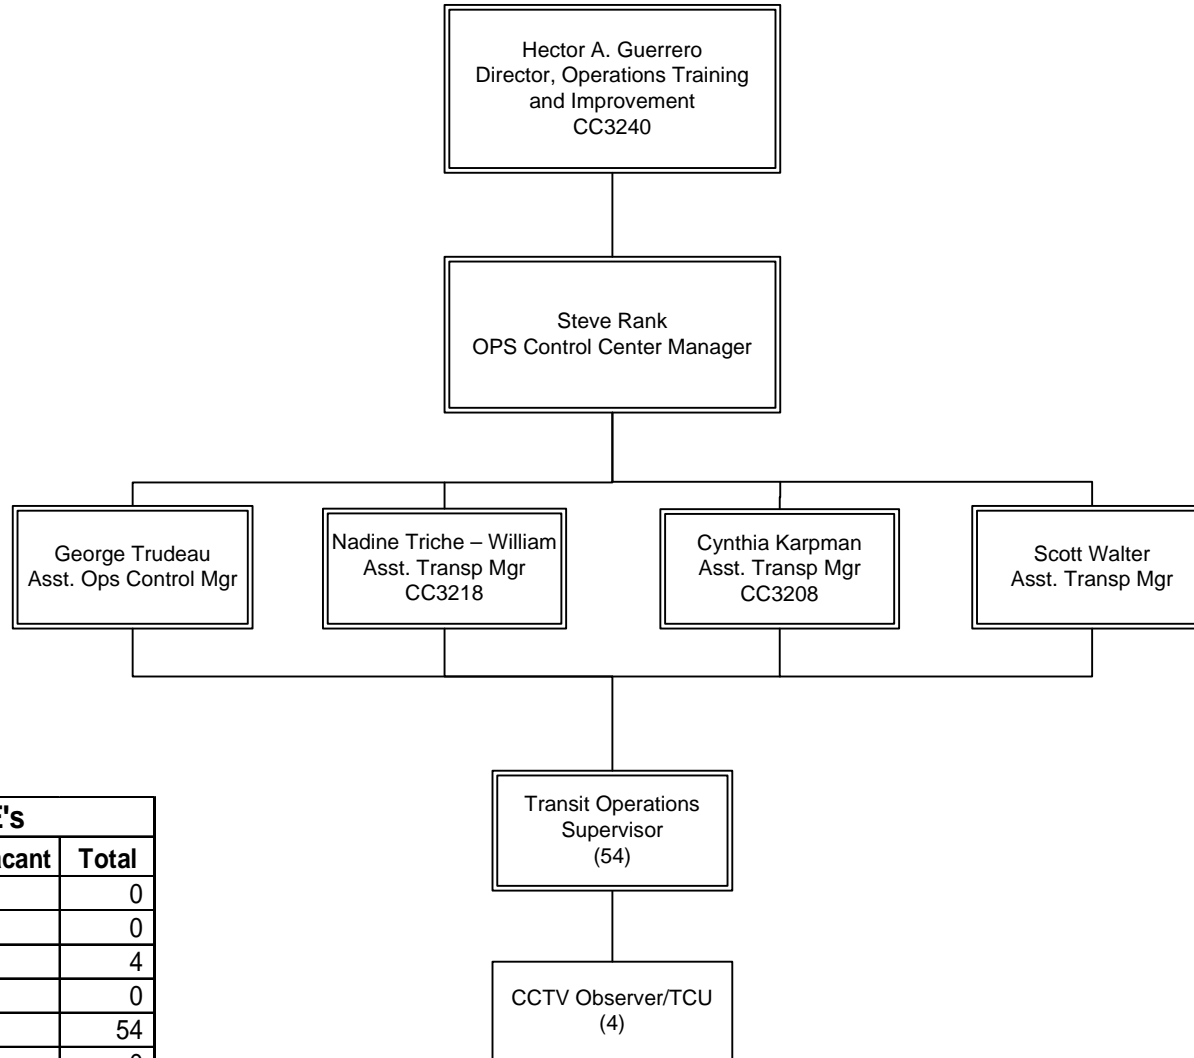 Hector A. Guerrero
Director, Operations Training
and Improvement
CC3240
Steve Rank
OPS Control Center Manager
George Trudeau
Asst. Ops Control Mgr
Nadine Triche – William
Asst. Transp Mgr
CC3218
Cynthia Karpman
Asst. Transp Mgr
CC3208
Scott Walter
Asst. Transp Mgr
Transit Operations
Supervisor
(54)
CCTV Observer/TCU
(4)
Total
0
0
4
0
54